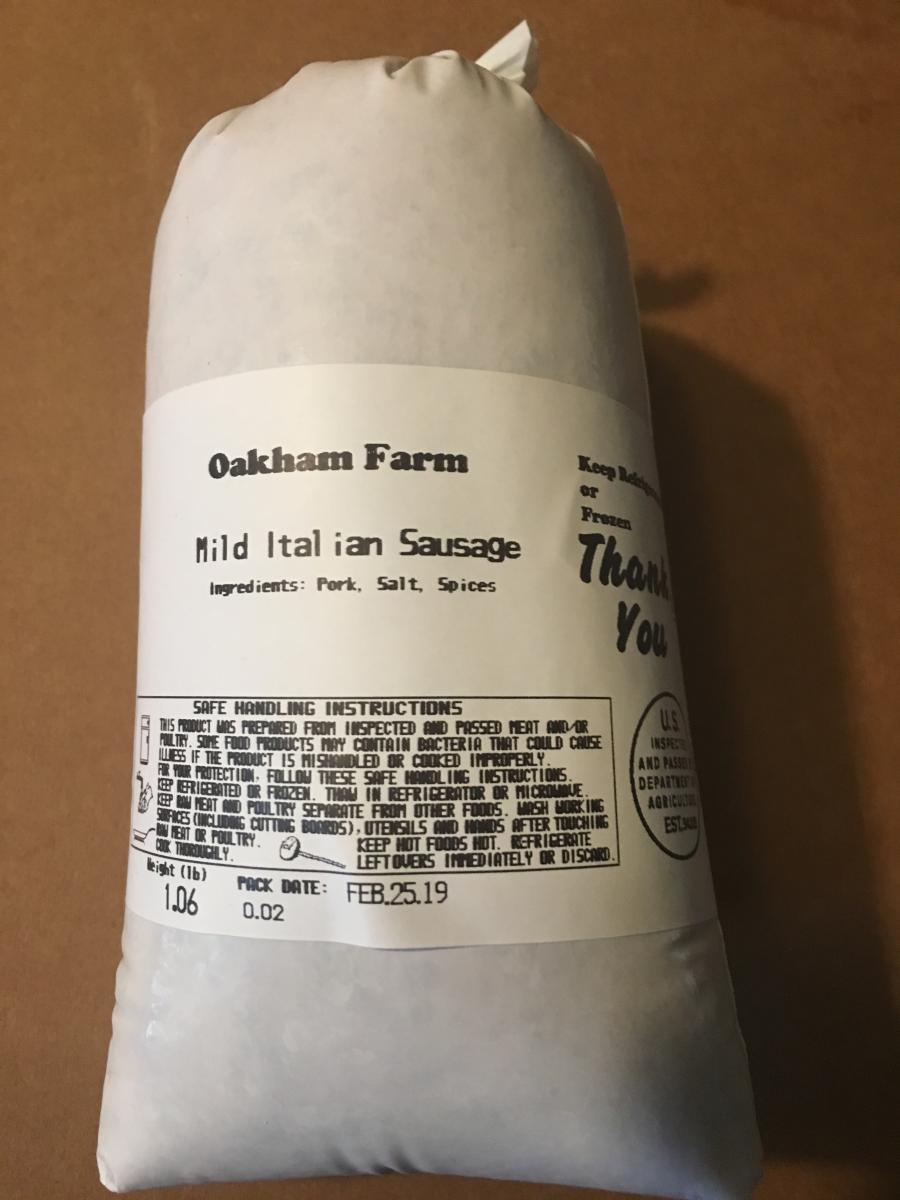 Oakham Farm
Keep
or
Frozen
Mild Italian Sausage
Ingredients: Pork, Salt, Spices
Thank
You
SAFE HANDLING INSTRUCTIONS
THIS PRODUCT WAS PREPARED FROM INSPECTED AND PASSED MEAT AND/OR
POULTRY. SOME FOOD PRODUCTS MAY CONTAIN BACTERIA THAT COULD CAUSE
ILLNESS IF THE PRODUCT IS MISHANDLED OR COOKED IMPROPERLY.
FOR YOUR PROTECTION, FOLLOW THESE SAFE HANDLING INSTRUCTIONS.
KEEP REFRIGERATED OR FROZEN. THAW IN REFRIGERATOR OR MICROWAVE.
KEEP RAW MEAT AND POULTRY SEPARATE FROM OTHER FOODS. WASH WORKING
SURFACES (INCLUDING CUTTING BOARDS), UTENSILS AND HANDS AFTER TOUCHING
RAW MEAT OR POULTRY.
COOK THOROUGHLY.
KEEP HOT FOODS HOT. REFRIGERATE
LEFTOVERS IMMEDIATELY OR DISCARD.
U.S.
INSPECTED
AND PASSED
DEPARTMENT
AGRICULTURE
EST.
Weight (lb)
1.06
PACK DATE: FEB.25.19
0.02